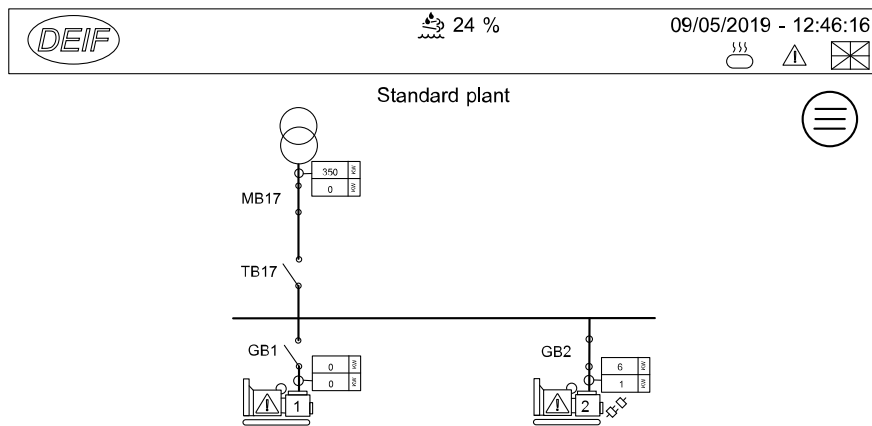 DEIF
24 %
09/05/2019 - 12:46:16
Standard plant
350 KW
0 KW
MB17
TB17
GB1
0 KW
0 KW
1
GB2
6 KW
1 KW
2